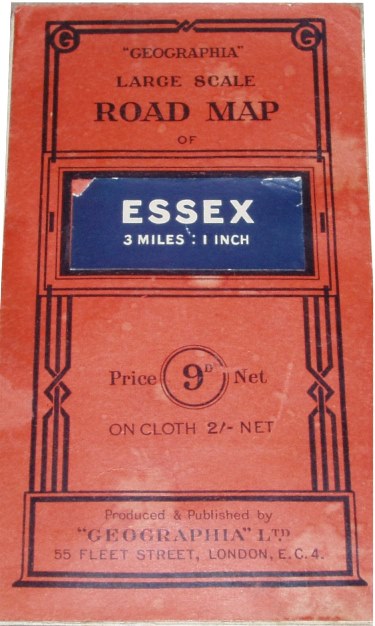 G G
"GEOGRAPHIA"
LARGE SCALE
ROAD MAP
OF
ESSEX
3 MILES : 1 INCH
Price 9D Net
ON CLOTH 2/- NET
Produced & Published by
"GEOGRAPHIA" LTD
55 FLEET STREET, LONDON, E.C.4.